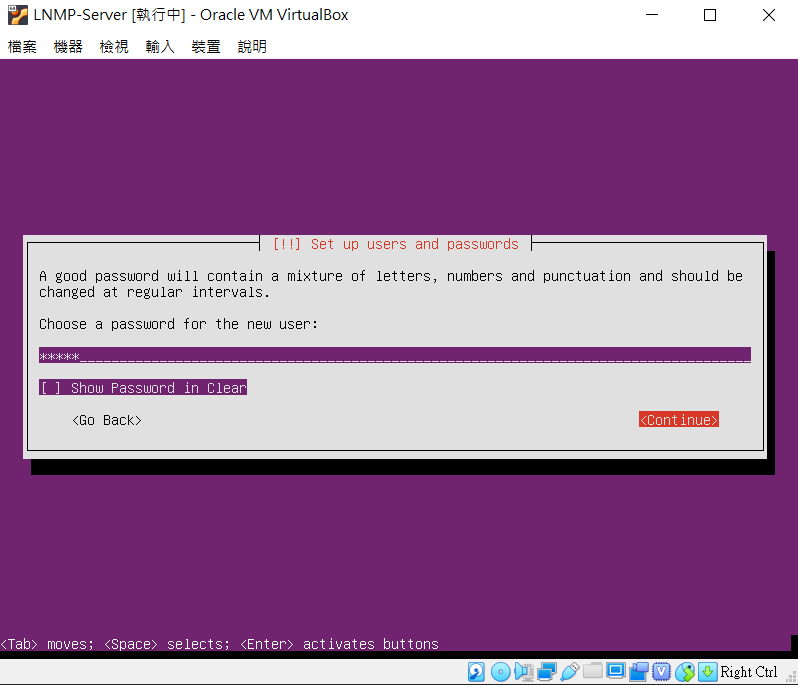 LNMP-Server [執行中] - Oracle VM VirtualBox
檔案 機器 檢視 輸入 裝置 說明
[!!] Set up users and passwords
A good password will contain a mixture of letters, numbers and punctuation and should be
changed at regular intervals.
Choose a password for the new user:
*****
[ ] Show Password in Clear
<Go Back> <Continue>
<Tab> moves; <Space> selects; <Enter> activates buttons
Right Ctrl